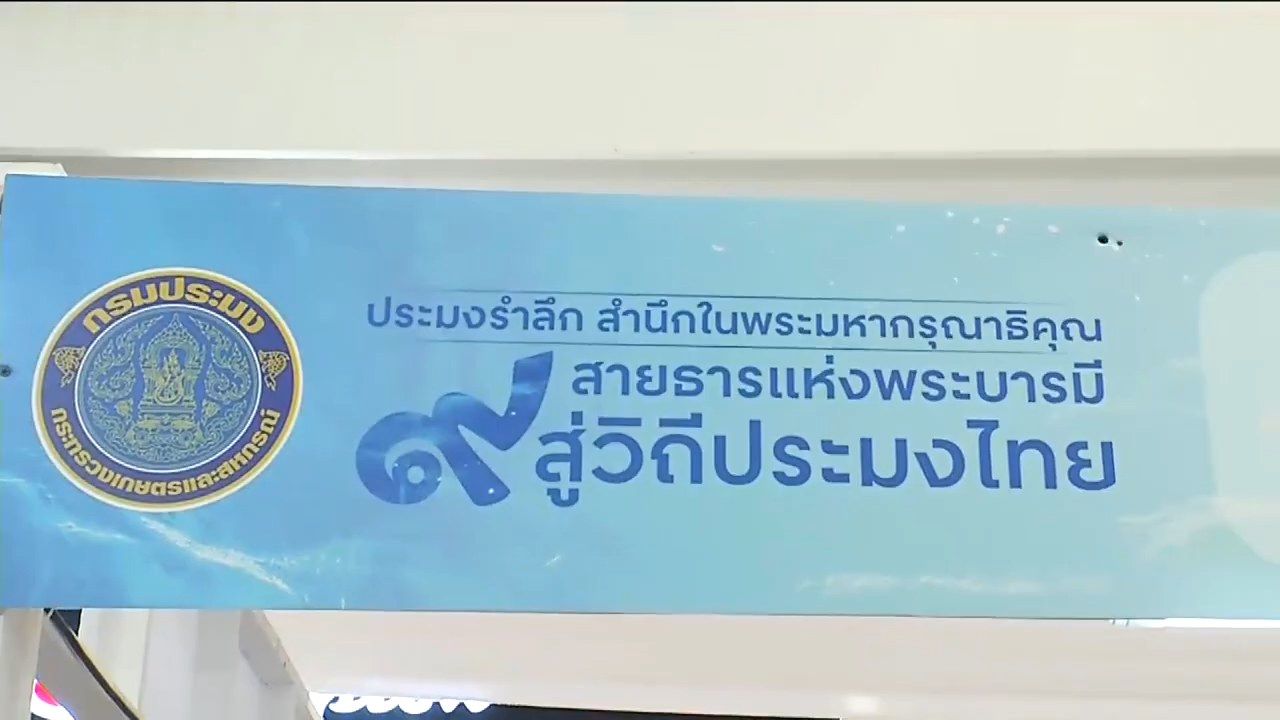 กรมประมง
กระทรวงเกษตรและสหกรณ์
ประมงรำลึก สำนึกในพระมหากรุณาธิคุณ
๙ สายธารแห่งพระบารมี
สู่วิถีประมงไทย